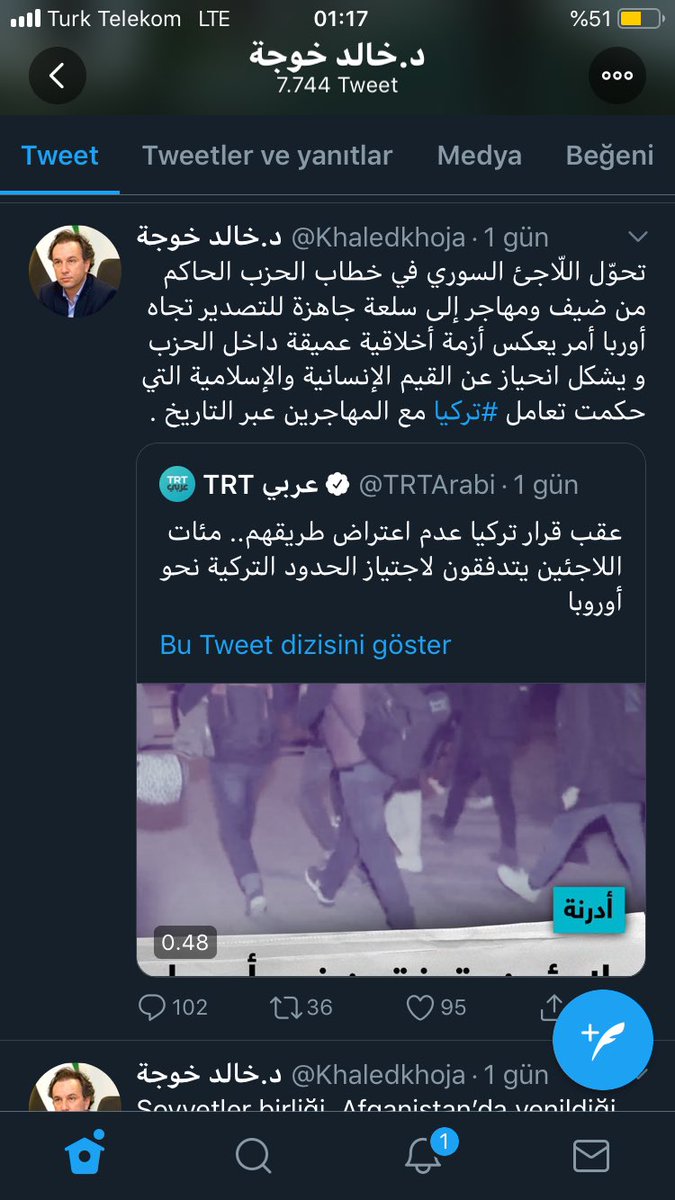 Turk Telekom LTE 01:17 %51
د.خالد خوجة
7.744 Tweet
Tweet Tweetler ve yanıtlar Medya Beğeni
د.خالد خوجة @Khaledkhoja · 1 gün
تحوّل اللّاجئ السوري في خطاب الحزب الحاكم
من ضيف ومهاجر إلى سلعة جاهزة للتصدير تجاه
أوربا أمر يعكس أزمة أخلاقية عميقة داخل الحزب
و يشكل انحياز عن القيم الإنسانية والإسلامية التي
حكمت تعامل #تركيا مع المهاجرين عبر التاريخ .
TRT عربي @TRTArabi · 1 gün
عقب قرار تركيا عدم اعتراض طريقهم.. مئات
اللاجئين يتدفقون لاجتياز الحدود التركية نحو
أوروبا
Bu Tweet dizisini göster
TRT
عربي
أدرنة
0.48
102 36 95
د.خالد خوجة @Khaledkhoja · 1 gün
Sovyetler birliği, Afganistan’da yenildiği
1